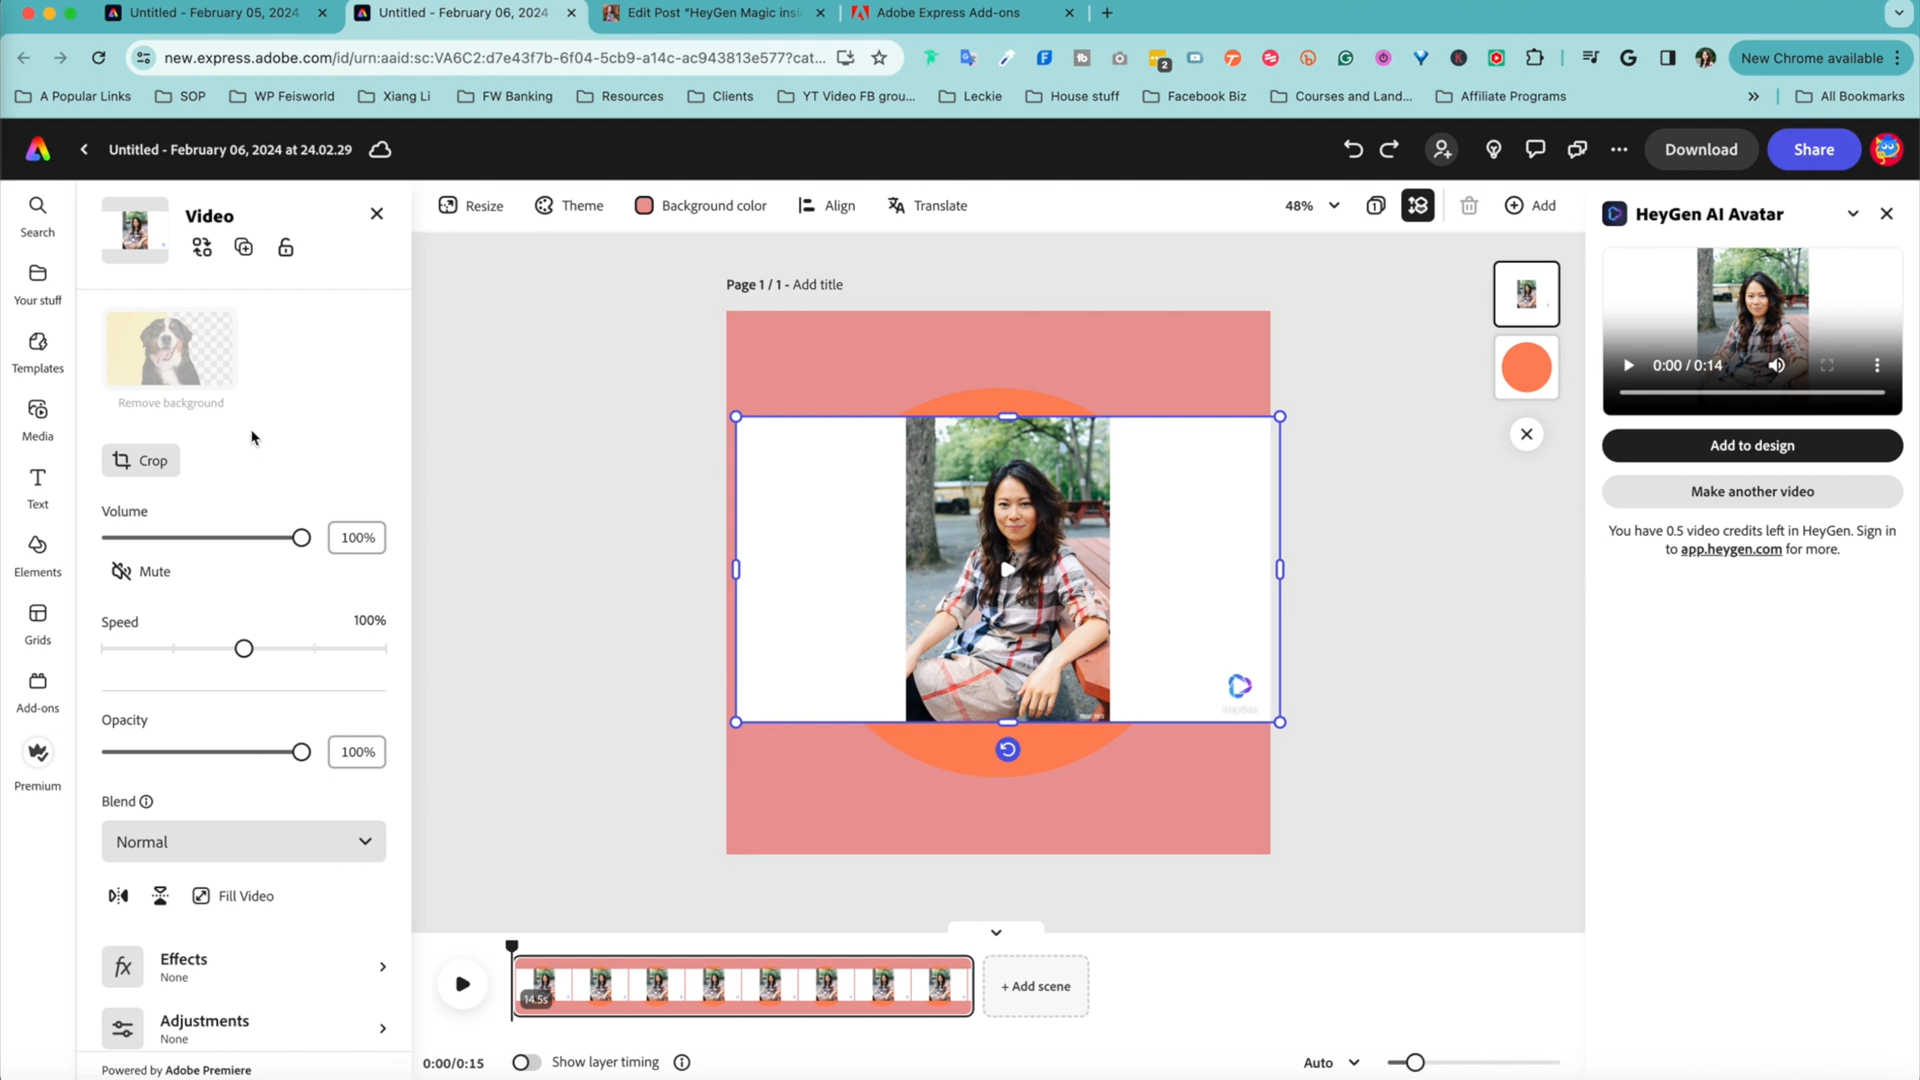 Untitled - February 05, 2024
Untitled - February 06, 2024
Edit Post "HeyGen Magic insi
Adobe Express Add-ons
new.express.adobe.com/id/urn:aaid:sc:VA6C2:d7e43f7b-6f04-5cb9-a14c-ac943813e577?cat...
2
New Chrome available
A Popular Links
SOP
WP Feisworld
Xiang Li
FW Banking
Resources
Clients
YT Video FB grou...
Leckie
House stuff
Facebook Biz
Courses and Land...
Affiliate Programs
All Bookmarks
Untitled - February 06, 2024 at 24.02.29
Download
Share
Search
Your stuff
Templates
Media
Text
Elements
Grids
Add-ons
Premium
Video
Remove background
Crop
Volume
100%
Mute
Speed
100%
Opacity
100%
Blend
Normal
Fill Video
Effects
None
Adjustments
None
Powered by Adobe Premiere
Resize
Theme
Background color
Align
Translate
48%
Add
Page 1 / 1 - Add title
HeyGen
14.5s
+ Add scene
0:00/0:15
Show layer timing
Auto
HeyGen AI Avatar
0:00 / 0:14
Add to design
Make another video
You have 0.5 video credits left in HeyGen. Sign in
to app.heygen.com for more.